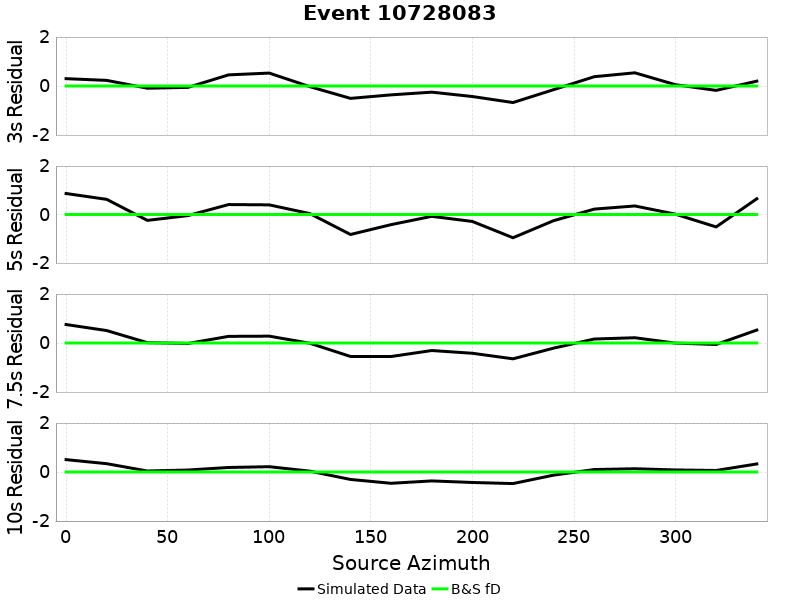 Event 10728083
3s Residual
2
0
-2
5s Residual
2
0
-2
7.5s Residual
2
0
-2
10s Residual
2
0
-2
0 50 100 150 200 250 300
Source Azimuth
Simulated Data B&S fD